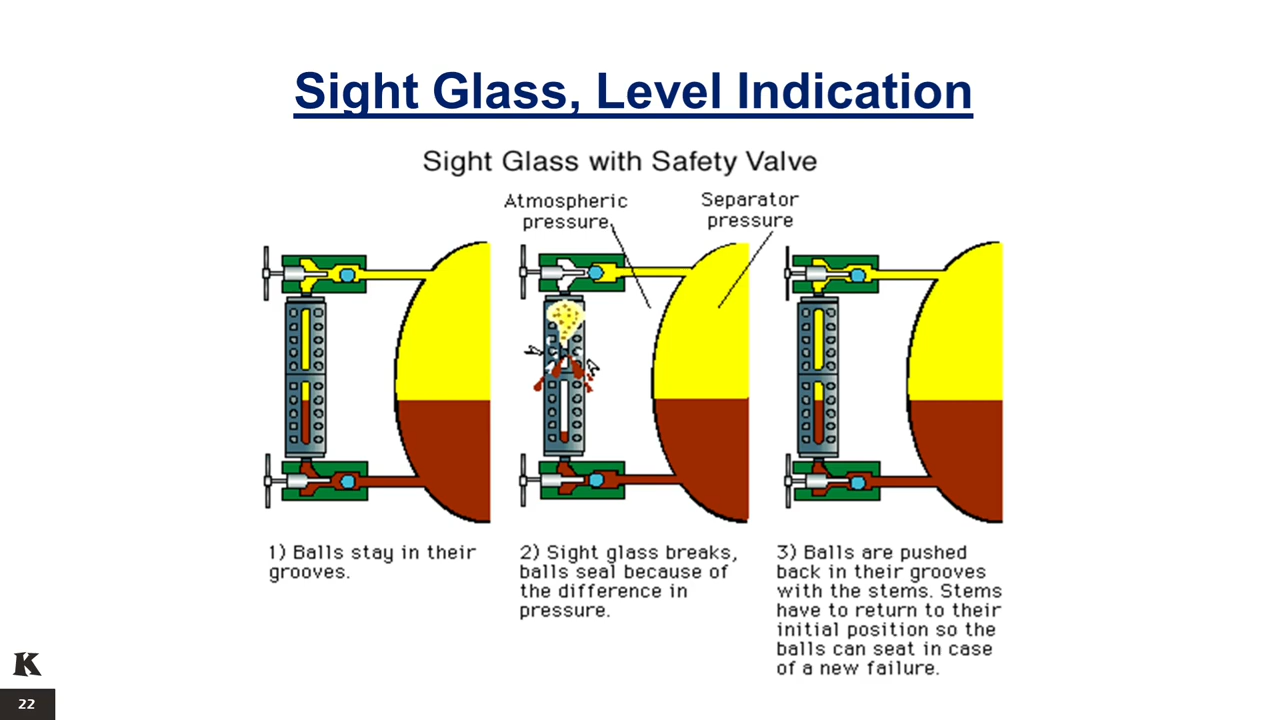 Sight Glass, Level Indication
Sight Glass with Safety Valve
Atmospheric
pressure
Separator
pressure
1) Balls stay in their
grooves.
2) Sight glass breaks,
balls seal because of
the difference in
pressure.
3) Balls are pushed
back in their grooves
with the stems. Stems
have to return to their
initial position so the
balls can seat in case
of a new failure.
K
22